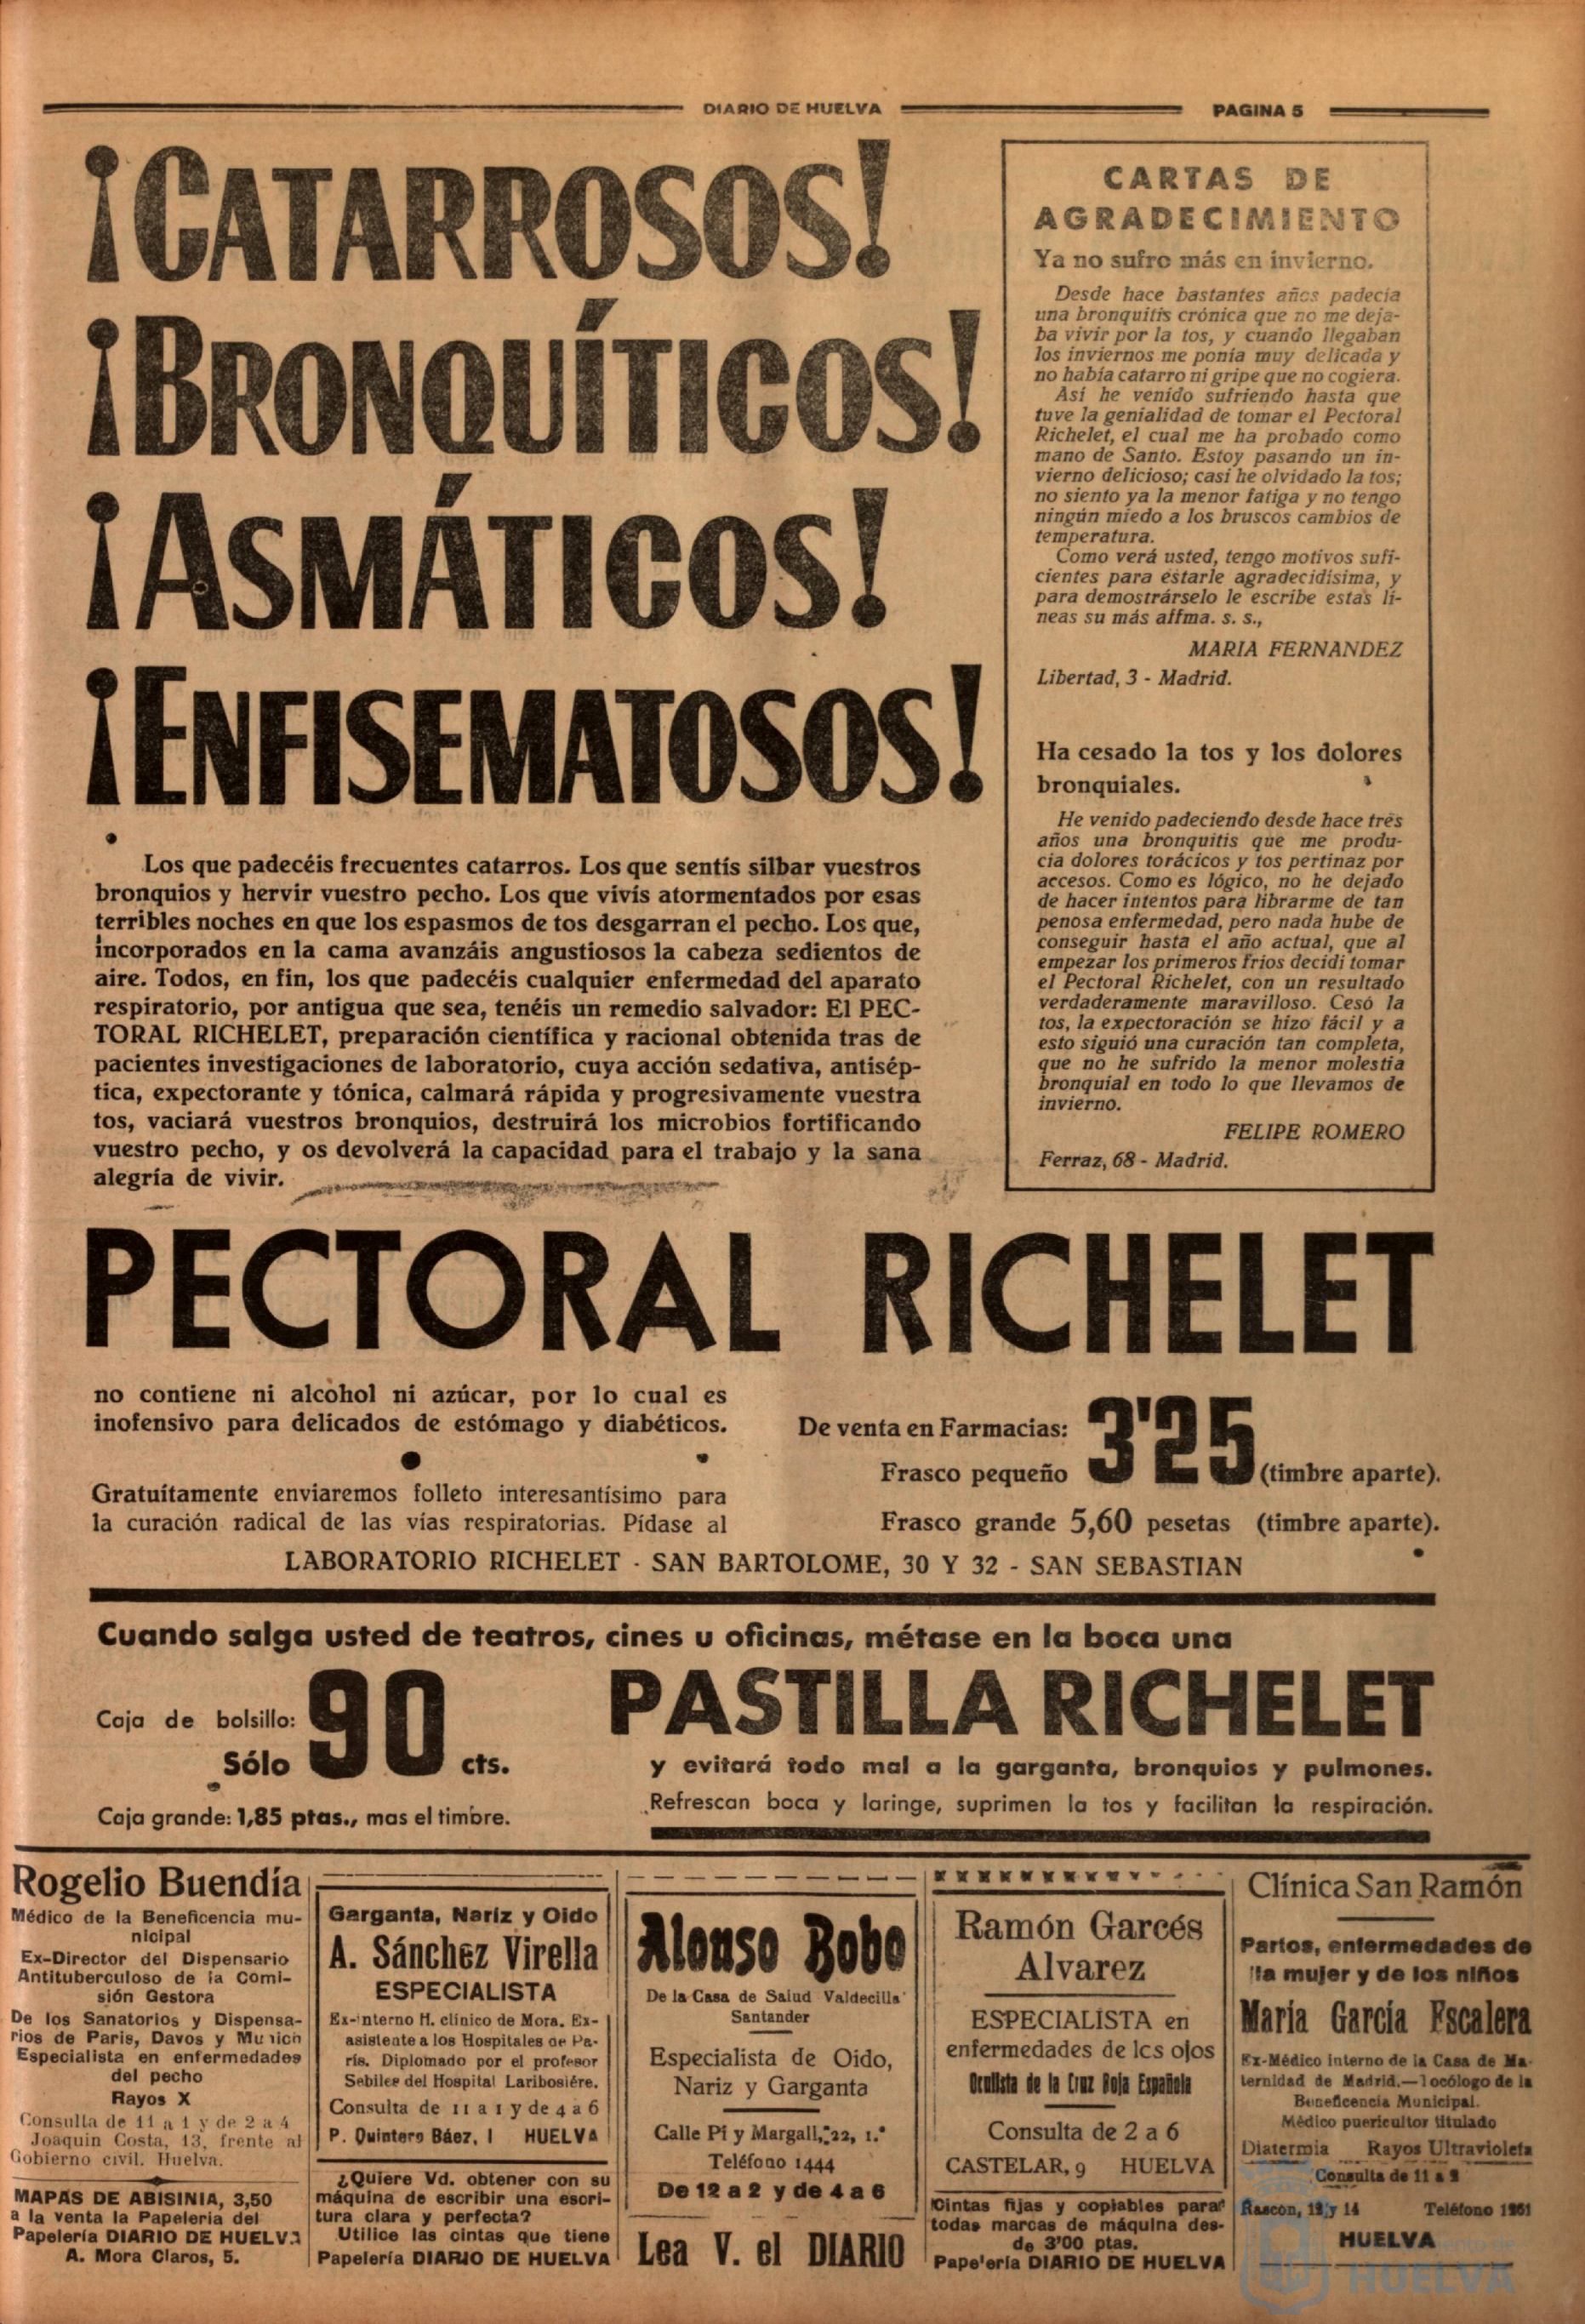 DIARIO DE HUELVA
PAGINA 5
¡CATARROSOS!
¡BRONQUÍTICOS!
¡ASMÁTICOS!
¡ENFISEMATOSOS!
Los que padecéis frecuentes catarros. Los que sentís silbar vuestros
bronquios y hervir vuestro pecho. Los que vivís atormentados por esas
terribles noches en que los espasmos de tos desgarran el pecho. Los que,
incorporados en la cama avanzáis angustiosos la cabeza sedientos de
aire. Todos, en fin, los que padecéis cualquier enfermedad del aparato
respiratorio, por antigua que sea, tenéis un remedio salvador: El PEC-
TORAL RICHELET, preparación científica y racional obtenida tras de
pacientes investigaciones de laboratorio, cuya acción sedativa, antisép-
tica, expectorante y tónica, calmará rápida y progresivamente vuestra
tos, vaciará vuestros bronquios, destruirá los microbios fortificando
vuestro pecho, y os devolverá la capacidad para el trabajo y la sana
alegría de vivir.
CARTAS DE
AGRADECIMIENTO
Ya no sufro más en invierno.
Desde hace bastantes años padecía
una bronquitis crónica que no me deja-
ba vivir por la tos, y cuando llegaban
los inviernos me ponía muy delicada y
no había catarro ni gripe que no cogiera.
Así he venido sufriendo hasta que
tuve la genialidad de tomar el Pectoral
Richelet, el cual me ha probado como
mano de Santo. Estoy pasando un in-
vierno delicioso; casi he olvidado la tos;
no siento ya la menor fatiga y no tengo
ningún miedo a los bruscos cambios de
temperatura.
Como verá usted, tengo motivos sufi-
cientes para estarle agradecidísima, y
para demostrárselo le escribe estas lí-
neas su más affma. s. s.,
MARIA FERNANDEZ
Libertad, 3 - Madrid.
Ha cesado la tos y los dolores
bronquiales.
He venido padeciendo desde hace tres
años una bronquitis que me produ-
cía dolores torácicos y tos pertinaz por
accesos. Como es lógico, no he dejado
de hacer intentos para librarme de tan
penosa enfermedad, pero nada hube de
conseguir hasta el año actual, que al
empezar los primeros fríos decidí tomar
el Pectoral Richelet, con un resultado
verdaderamente maravilloso. Cesó la
tos, la expectoración se hizo fácil y a
esto siguió una curación tan completa,
que no he sufrido la menor molestia
bronquial en todo lo que llevamos de
invierno.
FELIPE ROMERO
Ferraz, 68 - Madrid.
PECTORAL RICHELET
no contiene ni alcohol ni azúcar, por lo cual es
inofensivo para delicados de estómago y diabéticos.
Gratuitamente enviaremos folleto interesantísimo para
la curación radical de las vías respiratorias. Pídase al
De venta en Farmacias:
Frasco pequeño 3'25 (timbre aparte).
Frasco grande 5,60 pesetas (timbre aparte).
LABORATORIO RICHELET - SAN BARTOLOME, 30 Y 32 - SAN SEBASTIAN
Cuando salga usted de teatros, cines u oficinas, métase en la boca una
PASTILLA RICHELET
Caja de bolsillo:
Sólo 90 cts.
Caja grande: 1,85 ptas., mas el timbre.
y evitará todo mal a la garganta, bronquios y pulmones.
Refrescan boca y laringe, suprimen la tos y facilitan la respiración.
Rogelio Buendía
Médico de la Beneficencia mu-
nicipal
Ex-Director del Dispensario
Antituberculoso de la Comi-
sión Gestora
De los Sanatorios y Dispensa-
rios de Paris, Davos y Munich
Especialista en enfermedades
del pecho
Rayos X
Consulta de 11 a 1 y de 2 a 4
Joaquin Costa, 13, frente al
Gobierno civil. Huelva.
MAPAS DE ABISINIA, 3,50
a la venta la Papelería del
Papelería DIARIO DE HUELVA
A. Mora Claros, 5.
Garganta, Nariz y Oido
A. Sánchez Virella
ESPECIALISTA
Ex-interno H. clínico de Mora. Ex-
asistente a los Hospitales de Pa-
rís. Diplomado por el profesor
Sebileo del Hospital Laribosiére.
Consulta de 11 a 1 y de 4 a 6
P. Quintero Báez, 1 HUELVA
¿Quiere Vd. obtener con su
máquina de escribir una escri-
tura clara y perfecta?
Utilice las cintas que tiene
Papelería DIARIO DE HUELVA
Alonso Bobo
De la Casa de Salud Valdecilla
Santander
Especialista de Oido,
Nariz y Garganta
Calle Pí y Margall, 22, 1.°
Teléfono 1444
De 12 a 2 y de 4 a 6
Lea V. el DIARIO
Ramón Garcés
Alvarez
ESPECIALISTA en
enfermedades de los ojos
Oculista de la Cruz Roja Española
Consulta de 2 a 6
CASTELAR, 9 HUELVA
Cintas fijas y copiables para
todas marcas de máquina des-
de 3'00 ptas.
Papelería DIARIO DE HUELVA
Clínica San Ramón
Partos, enfermedades de
la mujer y de los niños
María García Escalera
Ex-Médico interno de la Casa de Ma-
ternidad de Madrid.—Tocólogo de la
Beneficencia Municipal.
Médico puericultor titulado
Diatermia Rayos Ultravioleta
Consulta de 11 a 2
Rascon, 12 y 14 Teléfono 1961
HUELVA
HUELVA